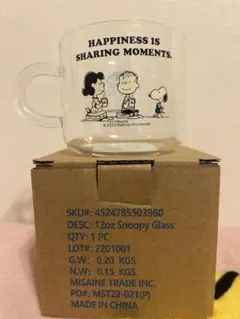 HAPPINESS IS
SHARING MOMENTS.
SKU#: 4524785503960
DESC: 12oz Snoopy Glass
QTY: 1 PC
LOT#: 2201001
G.W: 0.20 KGS
N.W: 0.15 KGS
MISAINE TRADE INC.
PO#: MST22-021(P)
MADE IN CHINA